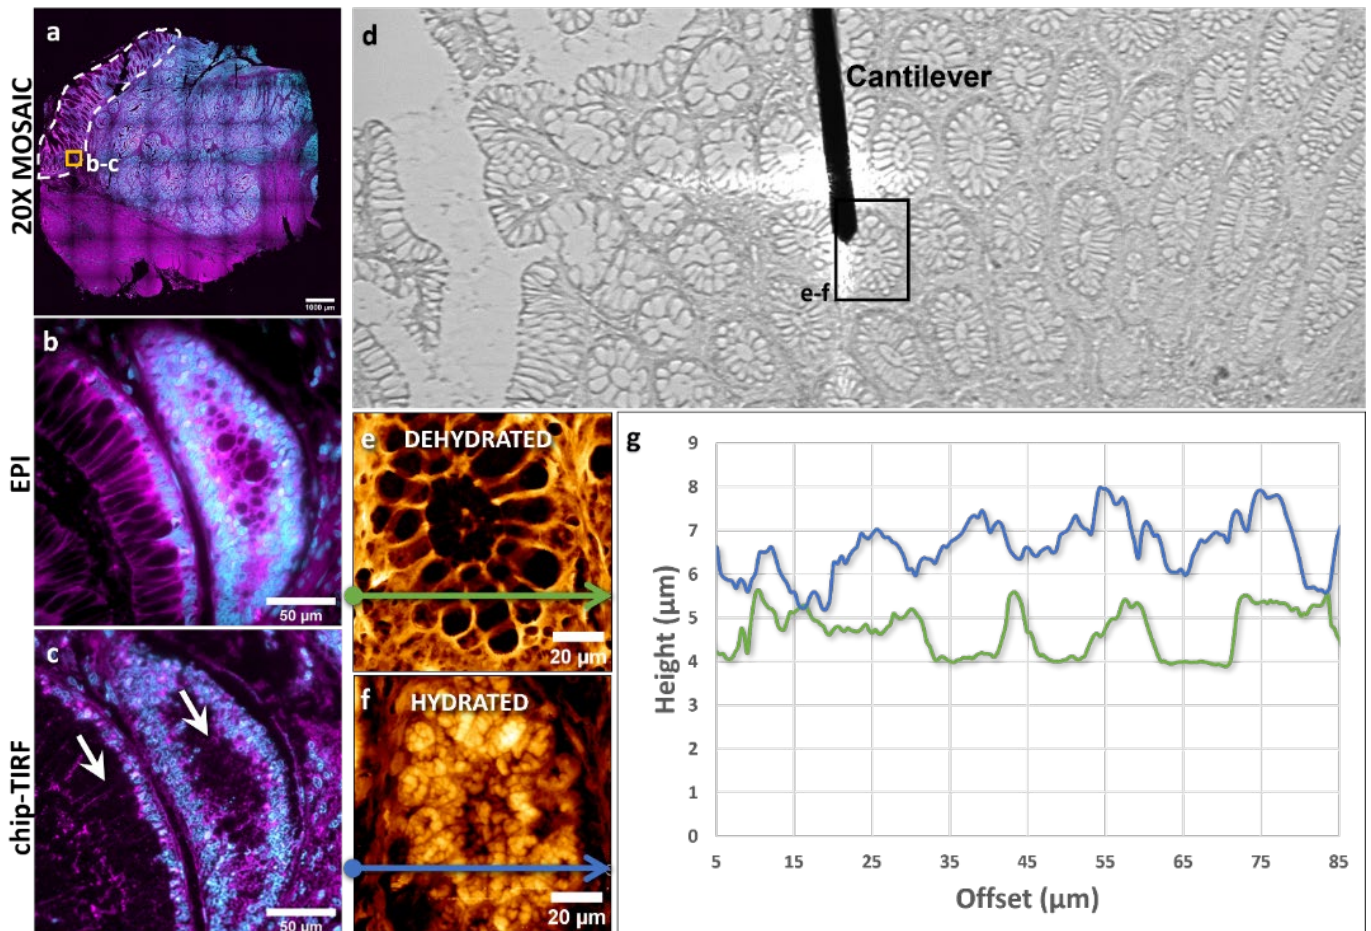 20X MOSAIC
a
b-c
1000 µm
EPI
b
50 µm
chip-TIRF
c
50 µm
d
Cantilever
e-f
e
DEHYDRATED
20 µm
f
HYDRATED
20 µm
g
Height (µm)
9
8
7
6
5
4
3
2
1
0
5
15
25
35
45
55
65
75
85
Offset (µm)